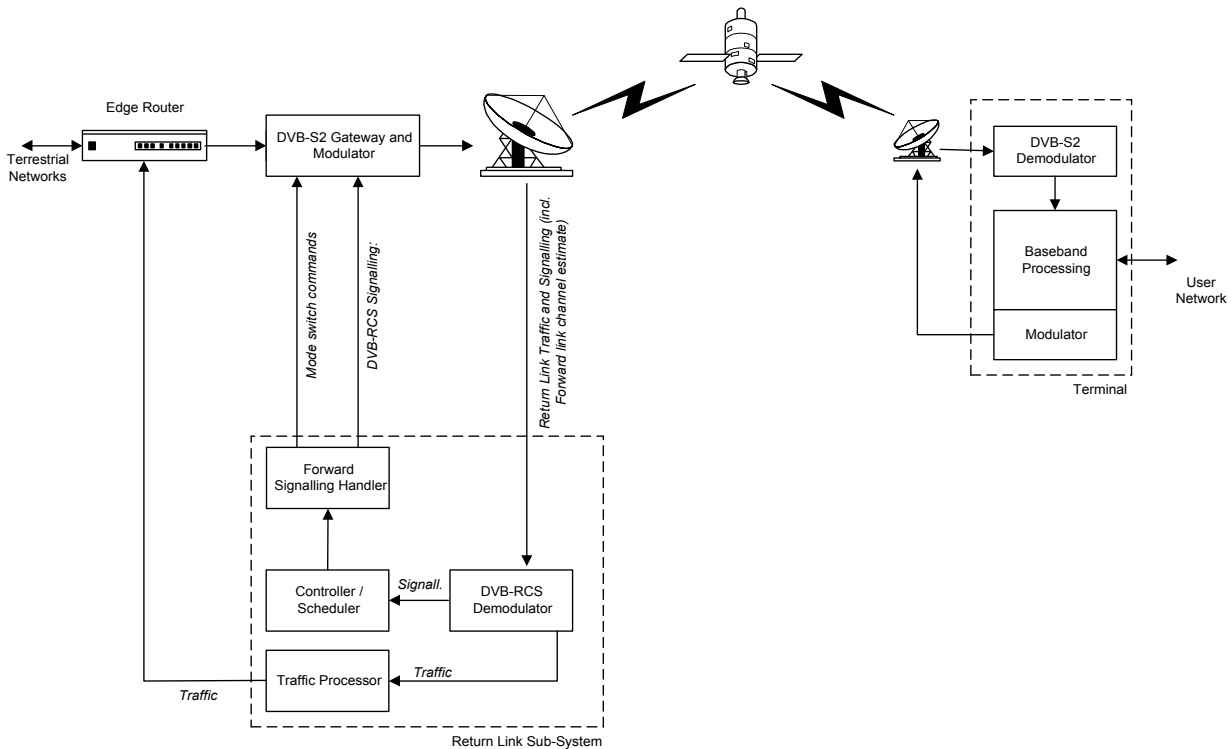 Edge Router
Terrestrial
Networks
DVB-S2 Gateway and
Modulator
DVB-S2
Demodulator
Baseband
Processing
Modulator
User
Network
Terminal
Mode switch commands
DVB-RCS Signalling:
Return Link Traffic and Signalling (incl.
Forward link channel estimate)
Forward
Signalling Handler
Controller /
Scheduler
Signall.
DVB-RCS
Demodulator
Traffic Processor
Traffic
Traffic
Return Link Sub-System